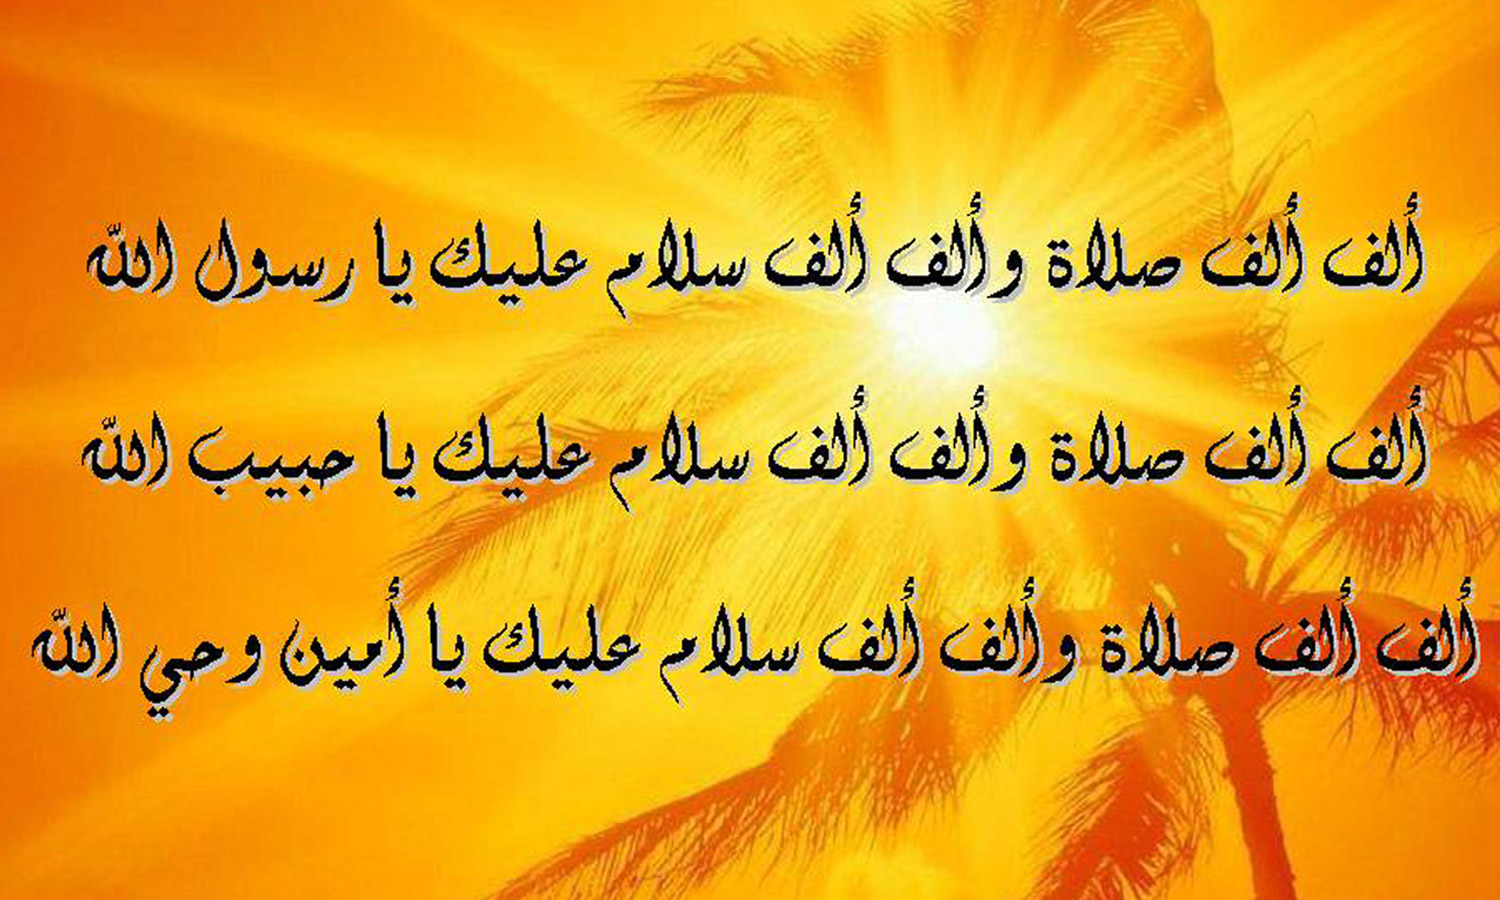 ألف ألف صلاة وألف ألف سلام عليك يا رسول الله
ألف ألف صلاة وألف ألف سلام عليك يا حبيب الله
ألف ألف صلاة وألف ألف سلام عليك يا أمين وحي الله